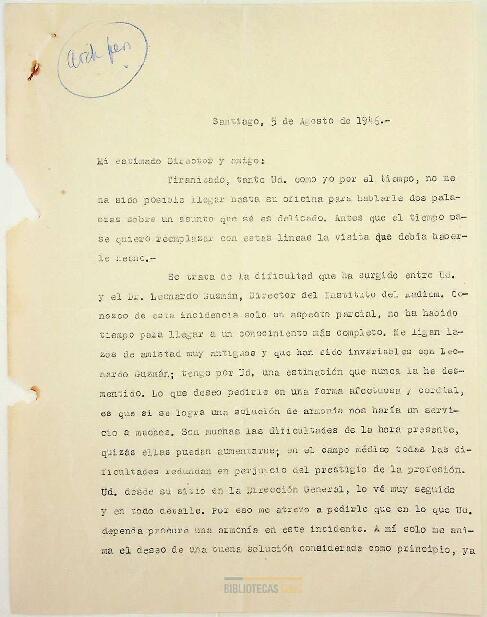 arch pers
Santiago, 5 de Agosto de 1946.-
Mi estimado Director y amigo:
Tiranizado, tanto Ud. como yo por el tiempo, no me
ha sido posible llegar hasta su oficina para hablarle dos pala-
bras sobre un asunto que sé es delicado. Antes que el tiempo pa-
se quiero reemplazar con estas líneas la visita que debía haber-
le hecho.-
Se trata de la dificultad que ha surgido entre Ud.
y el Dr. Leonardo Guzmán, Director del Instituto del Radium. Co-
nozco de esta incidencia solo un aspecto parcial, no ha habido
tiempo para llegar a un conocimiento más completo. Me ligan la-
zos de amistad muy antiguos y que han sido invariables con Leo-
nardo Guzmán; tengo por Ud, una estimación que nunca la he des-
mentido. Lo que deseo pedirle en una forma afectuosa y cordial,
es que si se logra una solución de armonía nos haría un servi-
cio a muchos. Son muchas las dificultades de la hora presente,
quizás ellas puedan aumentarse; en el campo médico todas las di-
ficultades redundan en perjuicio del prestigio de la profesión.
Ud. desde su sitio en la Dirección General, lo vé muy seguido
y en todo detalle. Por eso me atrevo a pedirle que en lo que Ud.
dependa procure una armonía en este incidente. A mí solo me ani-
ma el deseo de una buena solución considerada como principio, ya
BIBLIOTECAS